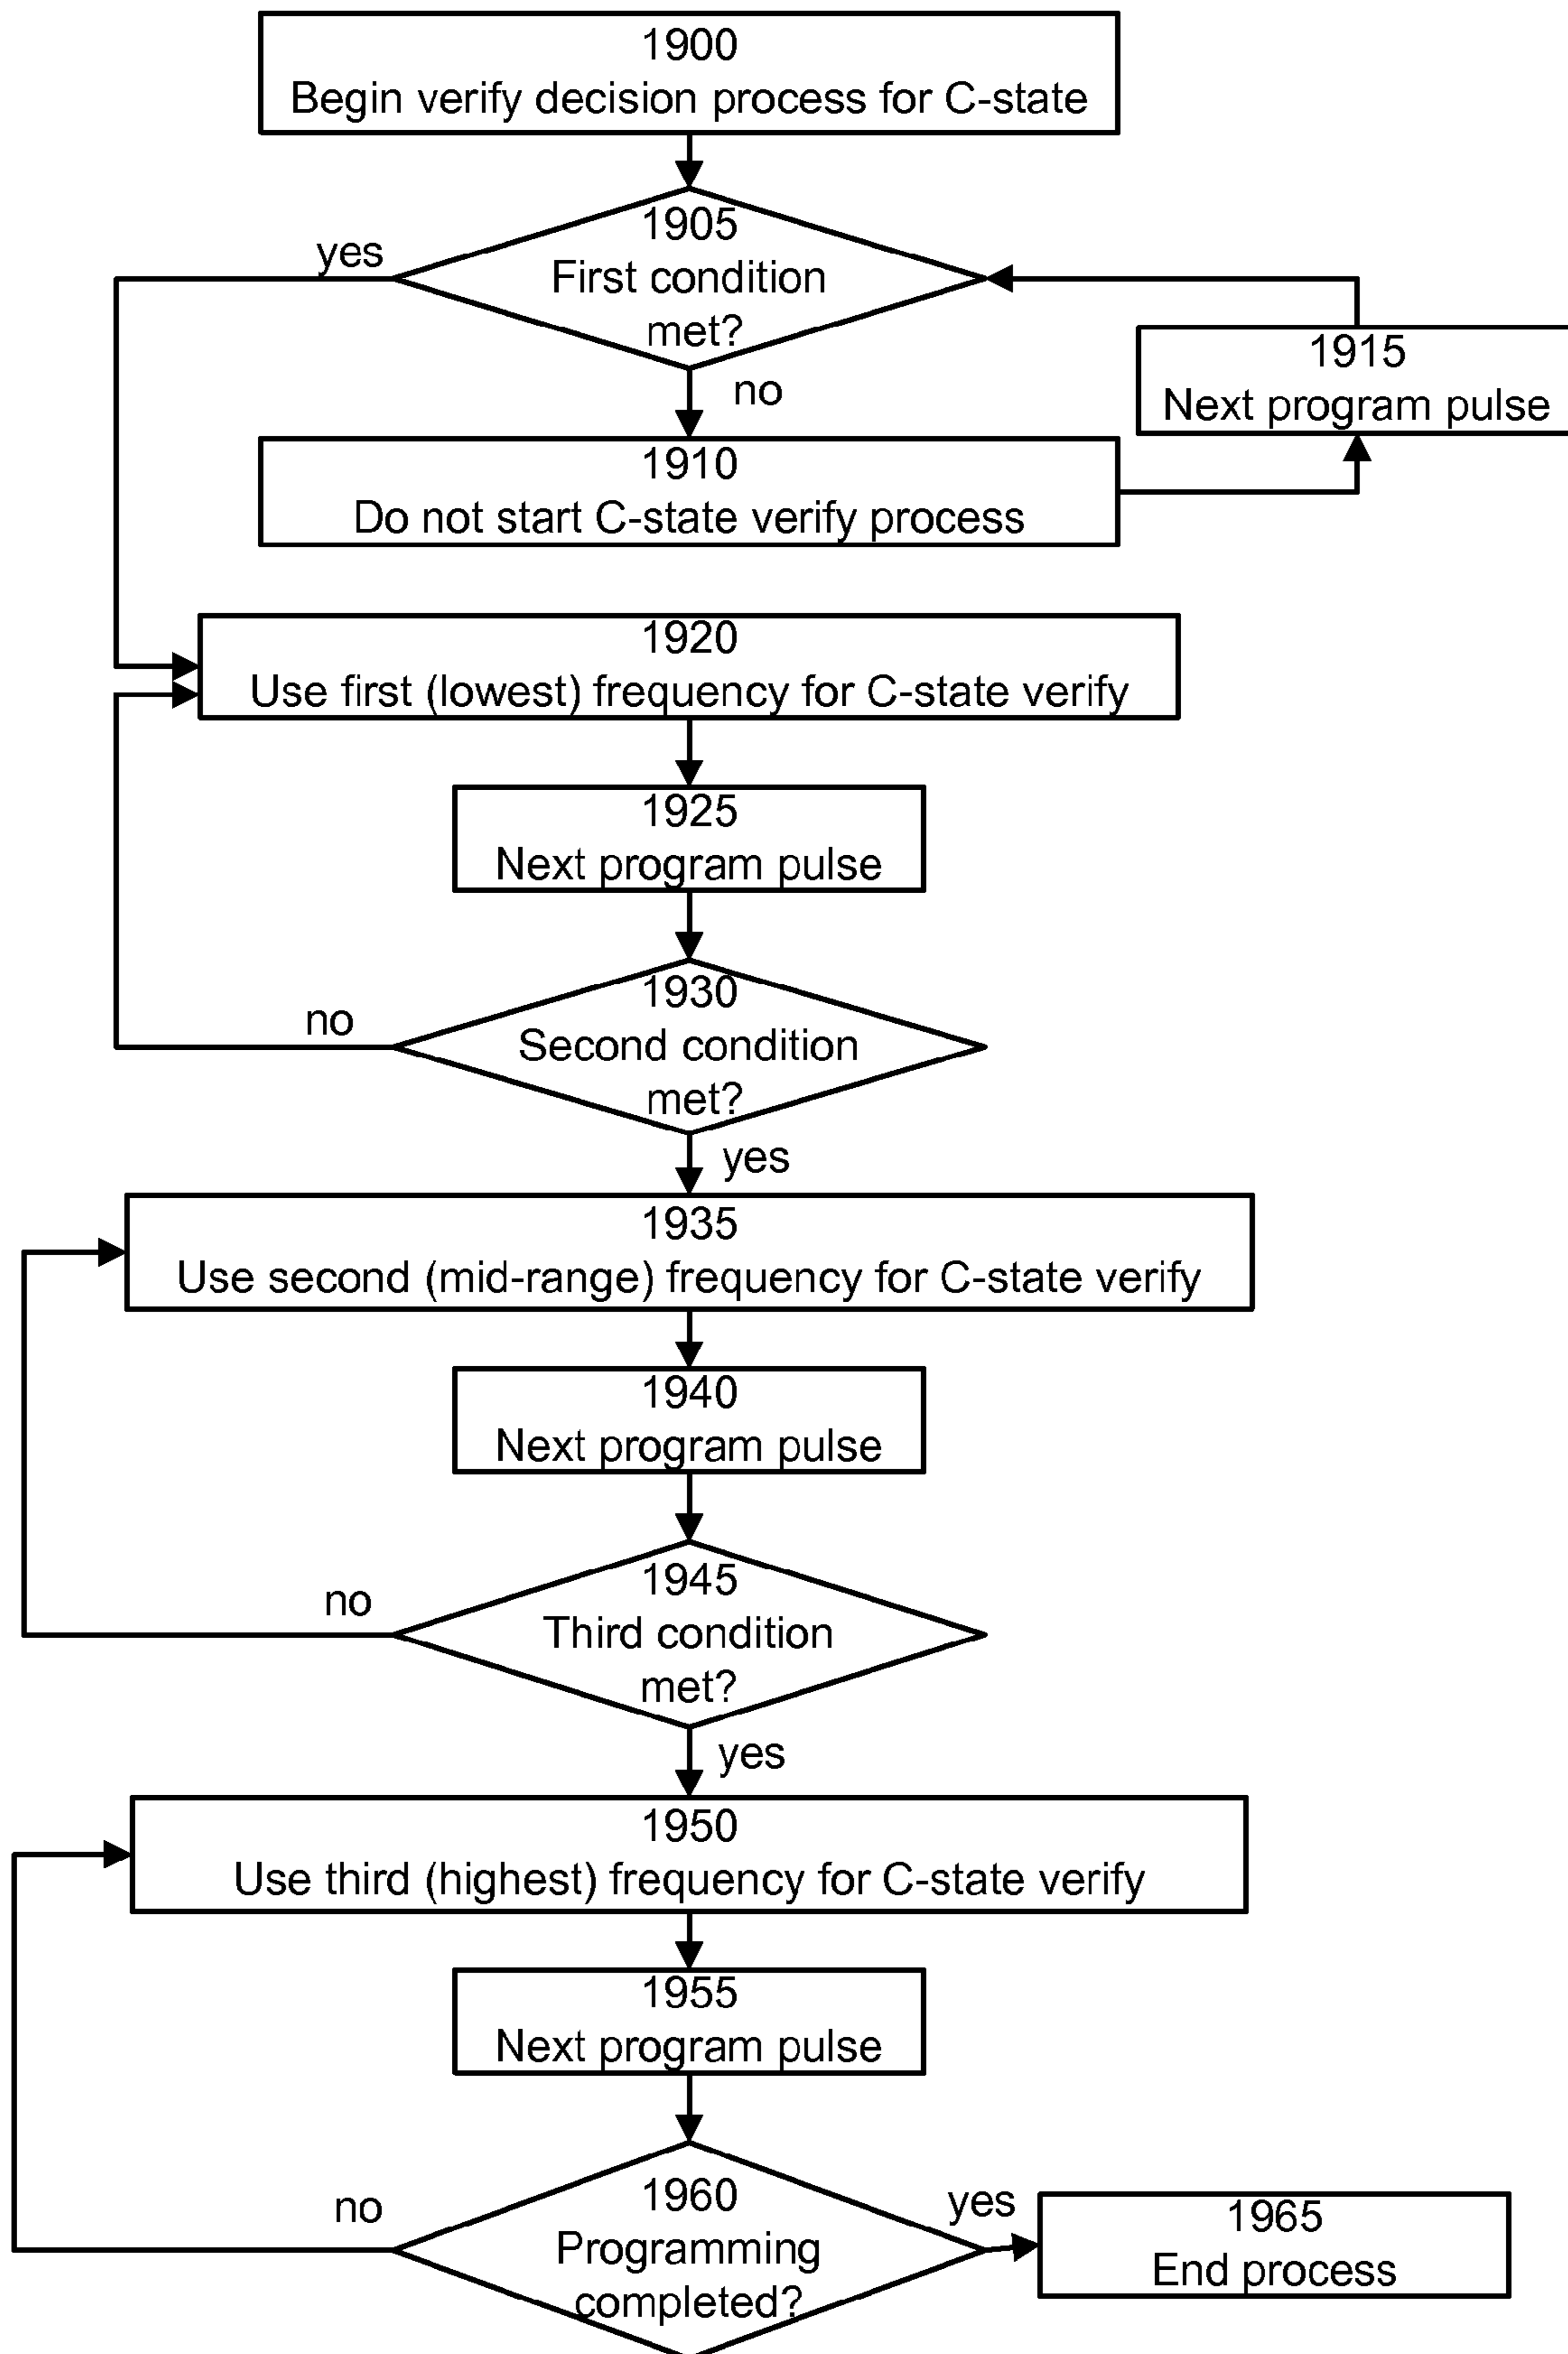 1900
Begin verify decision process for C-state
yes
1905
First condition
met?
no
1915
Next program pulse
1910
Do not start C-state verify process
1920
Use first (lowest) frequency for C-state verify
1925
Next program pulse
no
1930
Second condition
met?
yes
1935
Use second (mid-range) frequency for C-state verify
1940
Next program pulse
no
1945
Third condition
met?
yes
1950
Use third (highest) frequency for C-state verify
1955
Next program pulse
no
1960
Programming
completed?
yes
1965
End process